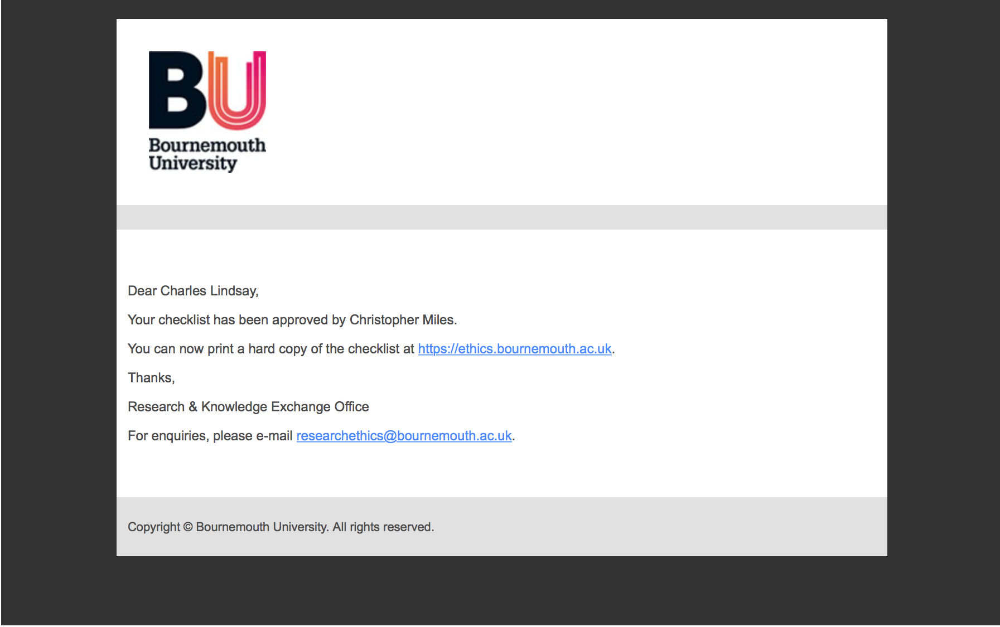 BU
Bournemouth
University
Dear Charles Lindsay,
Your checklist has been approved by Christopher Miles.
You can now print a hard copy of the checklist at https://ethics.bournemouth.ac.uk.
Thanks,
Research & Knowledge Exchange Office
For enquiries, please e-mail researchethics@bournemouth.ac.uk.
Copyright © Bournemouth University. All rights reserved.